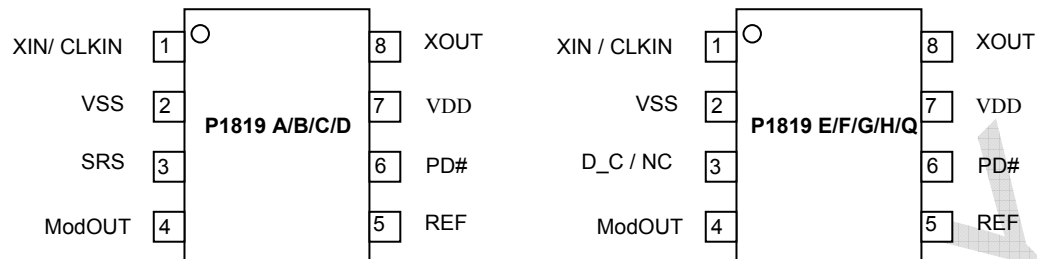 XIN/ CLKIN 1 8 XOUT
VSS 2 7 VDD
P1819 A/B/C/D
SRS 3 6 PD#
ModOUT 4 5 REF
XIN / CLKIN 1 8 XOUT
VSS 2 7 VDD
P1819 E/F/G/H/Q
D_C / NC 3 6 PD#
ModOUT 4 5 REF